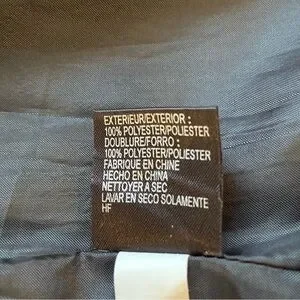 EXTERIEUR/EXTERIOR :
100% POLYESTER/POLIESTER
DOUBLURE/FORRO :
100% POLYESTER/POLIESTER
FABRIQUE EN CHINE
HECHO EN CHINA
NETTOYER A SEC
LAVAR EN SECO SOLAMENTE
HF